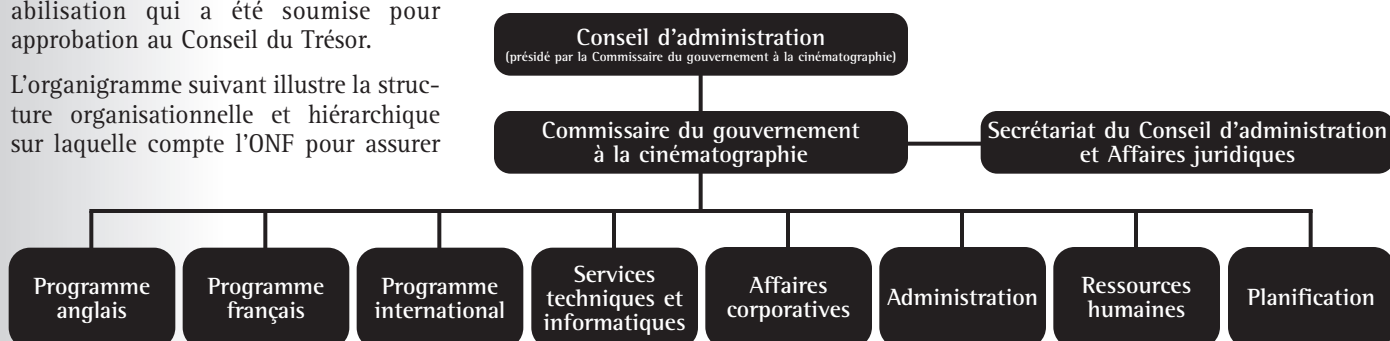 abilisation qui a été soumise pour
approbation au Conseil du Trésor.
L'organigramme suivant illustre la struc-
ture organisationnelle et hiérarchique
sur laquelle compte l'ONF pour assurer
Conseil d'administration
(présidé par la Commissaire du gouvernement à la cinématographie)
Commissaire du gouvernement
à la cinématographie
Secrétariat du Conseil d'administration
et Affaires juridiques
Programme
anglais
Programme
français
Programme
international
Services
techniques et
informatiques
Affaires
corporatives
Administration
Ressources
humaines
Planification